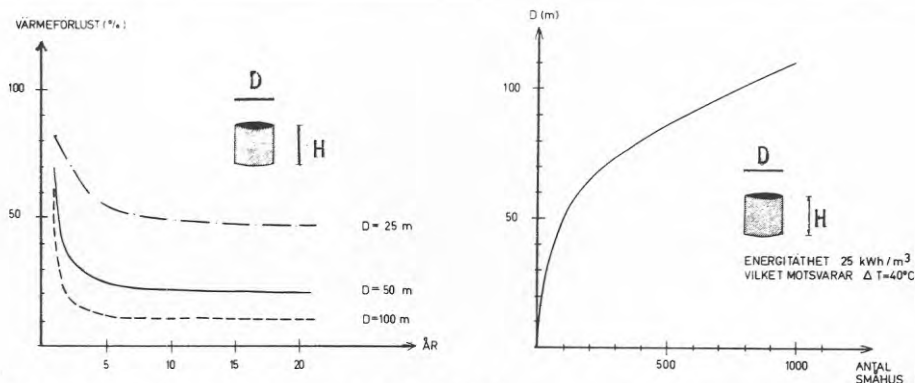 VÄRMEFÖRLUST (%)
100
50
D
H
D = 25 m
D = 50 m
D = 100 m
5
10
15
20
ÅR
D (m)
100
50
D
H
ENERGITÄTHET 25 kWh/m³
VILKET MOTSVARAR Δ T=40°C
500
1000
ANTAL
SMÅHUS